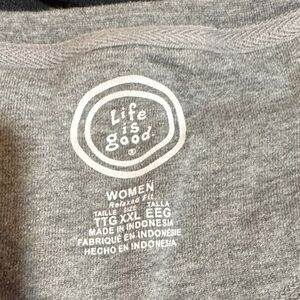 Life
is
good.
®
WOMEN
Relaxed Fit
TAILLE SIZE TALLA
TTG XXL EEG
MADE IN INDONESIA
FABRIQUÉ EN INDONÉSIE
HECHO EN INDONESIA